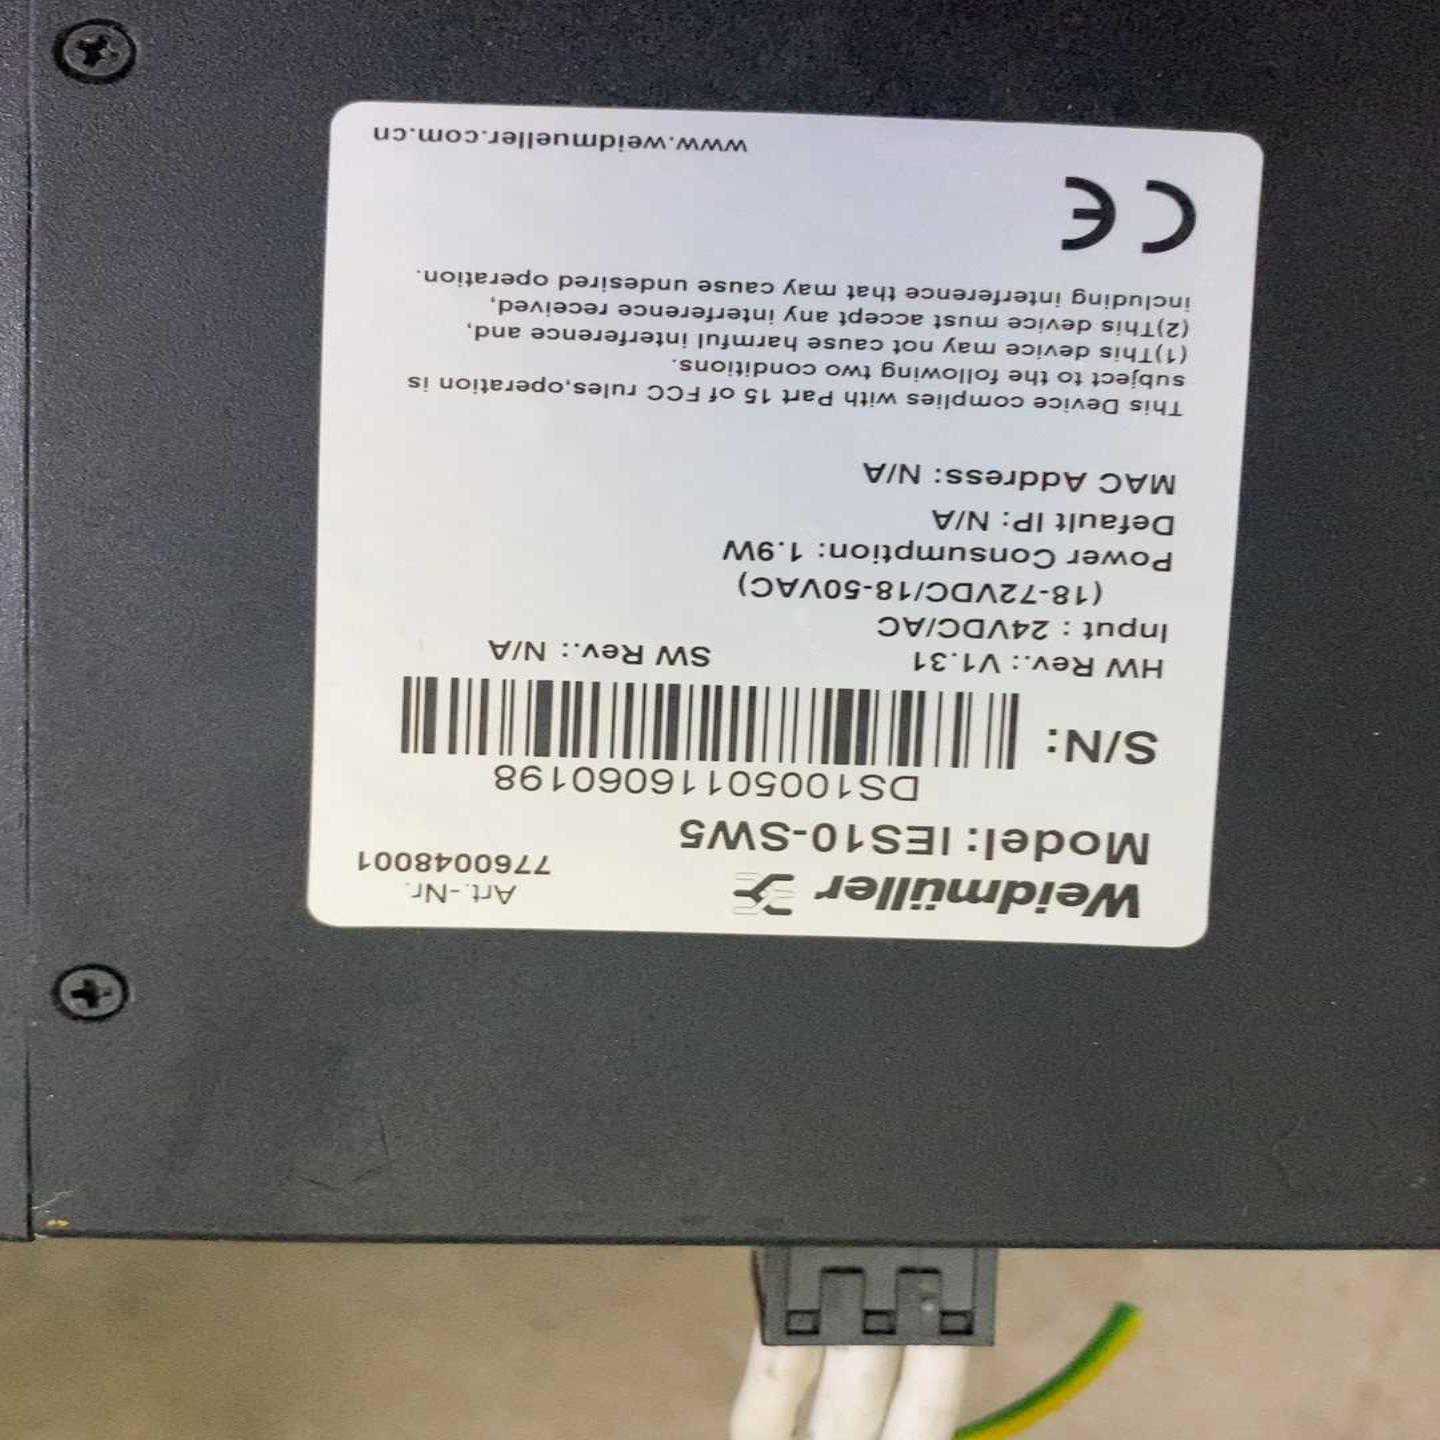 Weidmüller
Art.-Nr.
7760048001
Model: IES10-SW5
DS10050116060198
S/N:
HW Rev.: V1.31 SW Rev.: N/A
Input : 24VDC/AC
(18-72VDC/18-50VAC)
Power Consumption: 1.9W
Default IP: N/A
MAC Address: N/A
This Device complies with Part 15 of FCC rules,operation is
subject to the following two conditions.
(1)This device may not cause harmful interference and,
(2)This device must accept any interference received,
including interference that may cause undesired operation.
CE
www.weidmueller.com.cn